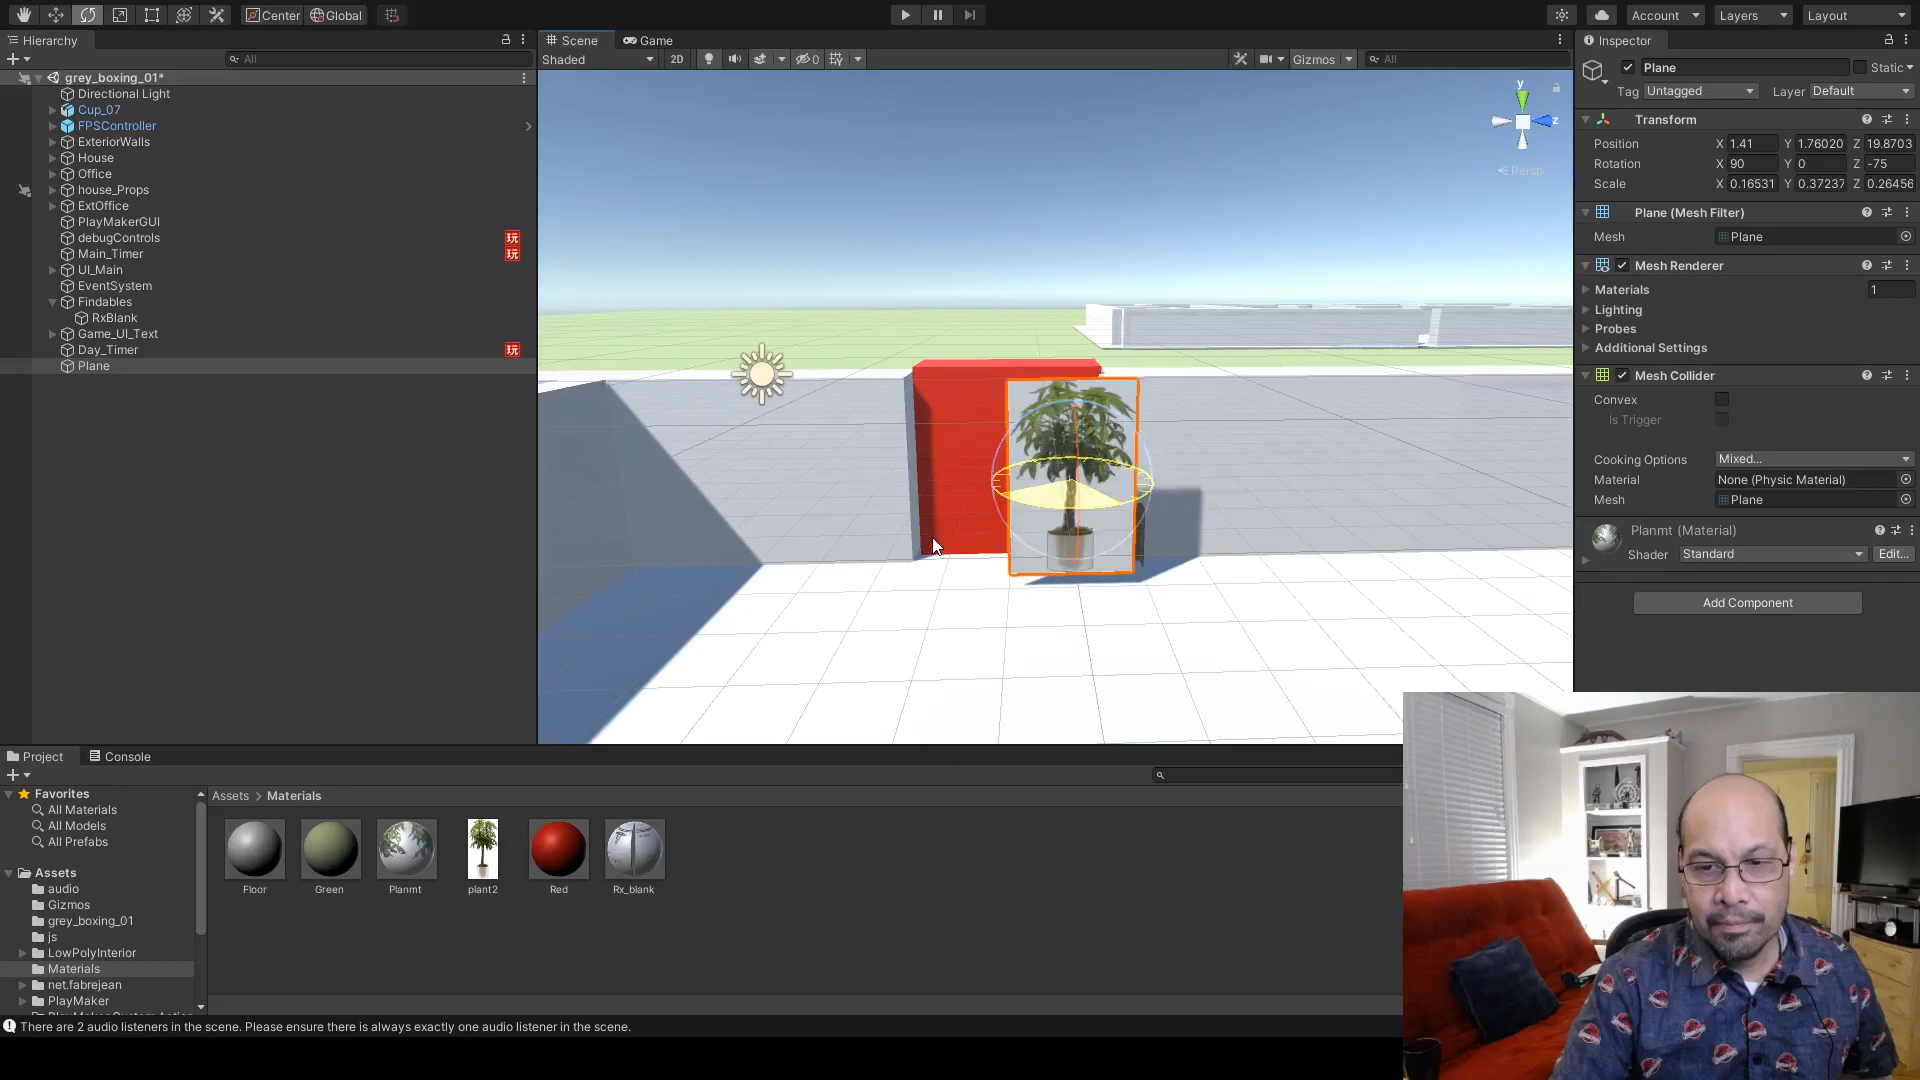 Center
Global
Account
Layers
Layout
Hierarchy
All
grey_boxing_01*
Directional Light
Cup_07
FPSController
ExteriorWalls
House
Office
house_Props
ExtOffice
PlayMakerGUI
debugControls
玩
Main_Timer
玩
UI_Main
EventSystem
Findables
RxBlank
Game_UI_Text
Day_Timer
玩
Plane
Scene
Game
Shaded
2D
0
Gizmos
All
y
z
Persp
Inspector
Plane
Static
Tag Untagged
Layer Default
Transform
Position X 1.41 Y 1.76020 Z 19.8703
Rotation X 90 Y 0 Z -75
Scale X 0.16531 Y 0.37237 Z 0.26456
Plane (Mesh Filter)
Mesh Plane
Mesh Renderer
Materials 1
Lighting
Probes
Additional Settings
Mesh Collider
Convex
Is Trigger
Cooking Options Mixed...
Material None (Physic Material)
Mesh Plane
Planmt (Material)
Shader Standard Edit...
Add Component
Project
Console
Favorites
All Materials
All Models
All Prefabs
Assets
audio
Gizmos
grey_boxing_01
js
LowPolyInterior
Materials
net.fabrejean
PlayMaker
Assets > Materials
Floor
Green
Planmt
plant2
Red
Rx_blank
There are 2 audio listeners in the scene. Please ensure there is always exactly one audio listener in the scene.